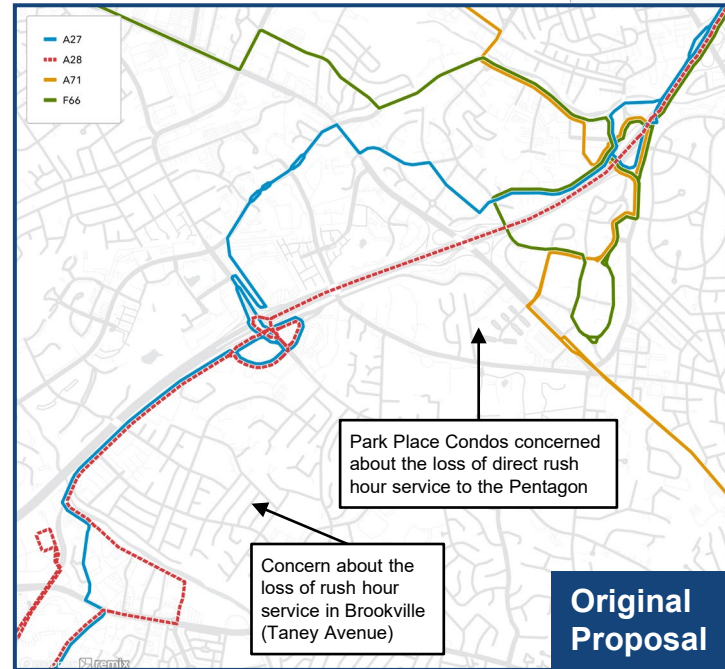 A27
A28
A71
F66
Park Place Condos concerned
about the loss of direct rush
hour service to the Pentagon
Concern about the
loss of rush hour
service in Brookville
(Taney Avenue)
Original
Proposal
remix